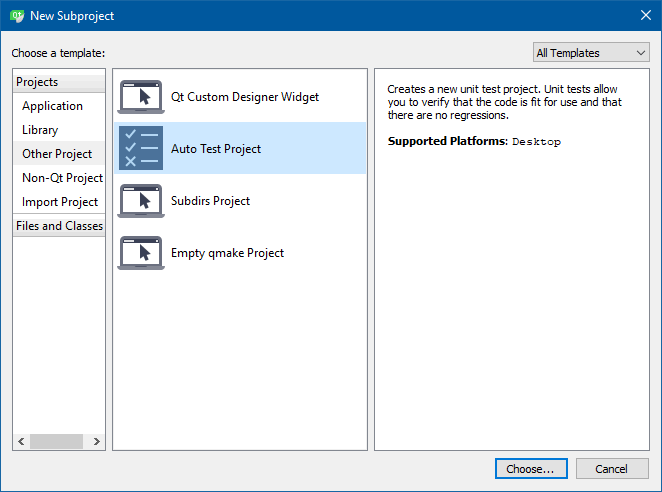 New Subproject
Choose a template:
All Templates
Projects
Application
Library
Other Project
Non-Qt Project
Import Project
Files and Classes
Qt Custom Designer Widget
Auto Test Project
Subdirs Project
Empty qmake Project
Creates a new unit test project. Unit tests allow
you to verify that the code is fit for use and that
there are no regressions.
Supported Platforms: Desktop
Choose...
Cancel